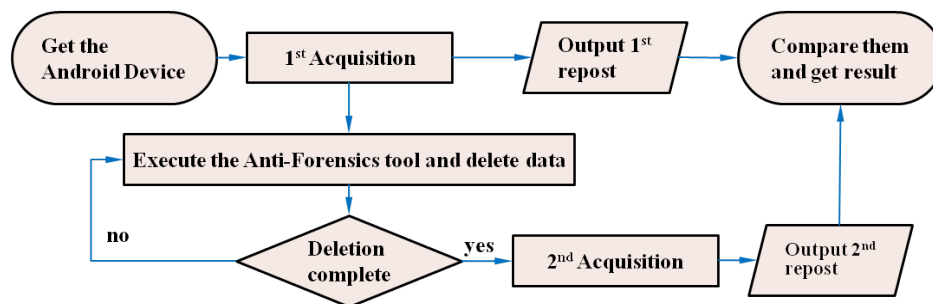 Get the
Android Device
1st Acquisition
Output 1st
repost
Compare them
and get result
Execute the Anti-Forensics tool and delete data
no
Deletion
complete
yes
2nd Acquisition
Output 2nd
repost